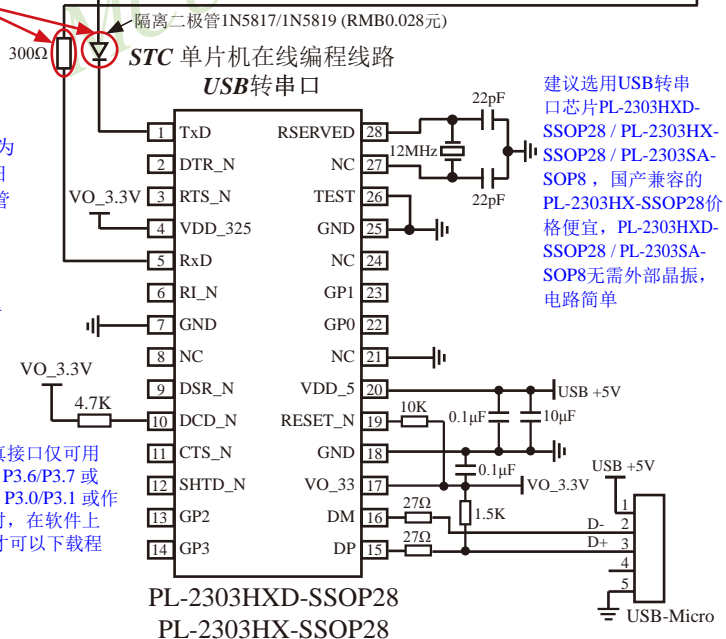 隔离二极管1N5817/1N5819 (RMB0.028元)
300Ω
STC 单片机在线编程线路
USB转串口
1 TxD
2 DTR_N
3 RTS_N
4 VDD_325
5 RxD
6 RI_N
7 GND
8 NC
9 DSR_N
10 DCD_N
11 CTS_N
12 SHTD_N
13 GP2
14 GP3
RSERVED 28
NC 27
TEST 26
GND 25
NC 24
GP1 23
GP0 22
NC 21
VDD_5 20
RESET_N 19
GND 18
VO_33 17
DM 16
DP 15
VO_3.3V
VO_3.3V
4.7K
22pF
12MHz
22pF
建议选用USB转串
口芯片PL-2303HXD-
SSOP28 / PL-2303HX-
SSOP28 / PL-2303SA-
SOP8，国产兼容的
PL-2303HX-SSOP28价
格便宜，PL-2303HXD-
SSOP28 / PL-2303SA-
SOP8无需外部晶振，
电路简单
USB +5V
10K
0.1μF
10μF
0.1μF
VO_3.3V
USB +5V
27Ω
1.5K
27Ω
D-
D+
1
2
3
4
5
USB-Micro
为
管
接口仅可用
P3.6/P3.7 或
P3.0/P3.1 或作
时，在软件上
才可以下载程
PL-2303HXD-SSOP28
PL-2303HX-SSOP28